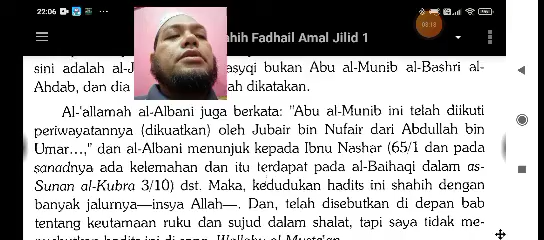 22:06
08:18
ahih Fadhail Amal Jilid 1
sini adalah al-J asyqi bukan Abu al-Munib al-Bashri al-
Ahdab, dan dia ah dikatakan.
Al-'allamah al-Albani juga berkata: "Abu al-Munib ini telah diikuti
periwayatannya (dikuatkan) oleh Jubair bin Nufair dari Abdullah bin
Umar...," dan al-Albani menunjuk kepada Ibnu Nashar (65/1 dan pada
sanadnya ada kelemahan dan itu terdapat pada al-Baihaqi dalam as-
Sunan al-Kubra 3/10) dst. Maka, kedudukan hadits ini shahih dengan
banyak jalurnya—insya Allah—. Dan, telah disebutkan di depan bab
tentang keutamaan ruku dan sujud dalam shalat, tapi saya tidak me-